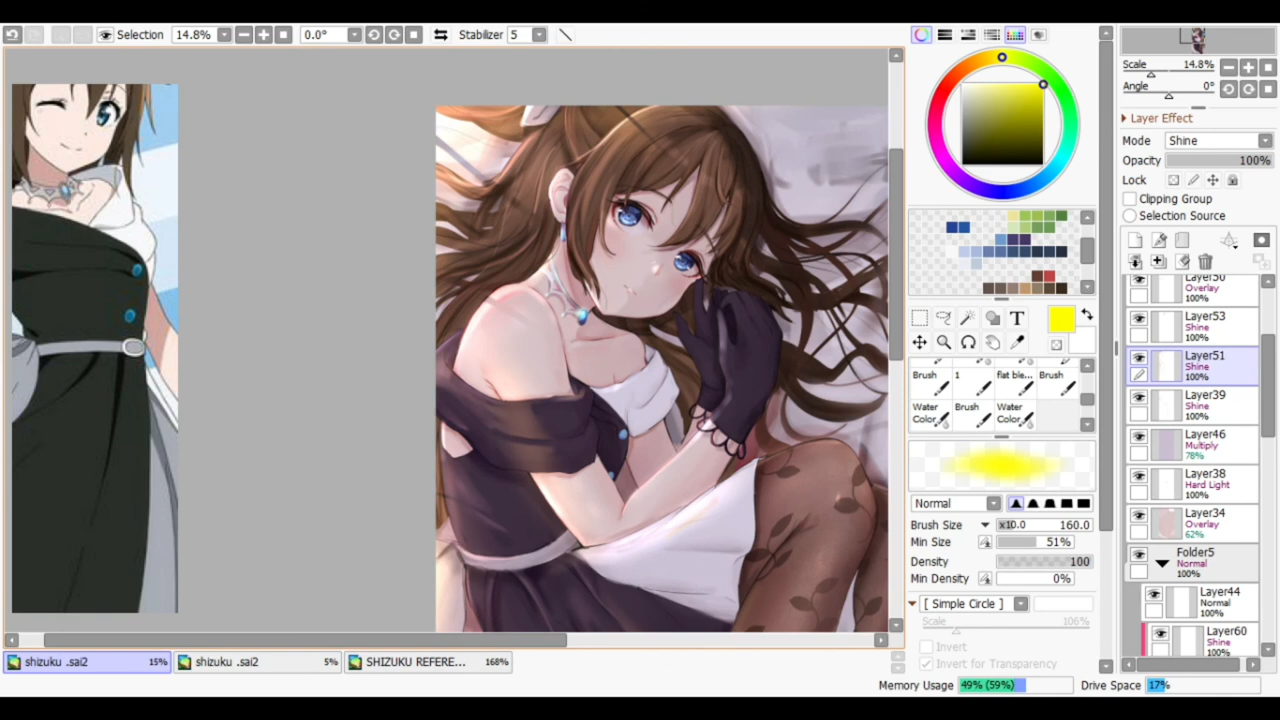 Selection 14.8% 0.0° Stabilizer 5
Scale 14.8%
Angle 0°
Layer Effect
Mode Shine
Opacity 100%
Lock
Clipping Group
Selection Source
Layer50
Overlay
100%
Layer53
Shine
100%
Layer51
Shine
100%
Layer39
Shine
100%
Layer46
Multiply
78%
Layer38
Hard Light
100%
Layer34
Overlay
62%
Folder5
Normal
100%
Layer44
Normal
100%
Layer60
Shine
100%
T
Brush 1 flat ble... Brush
Water Color Brush Water Color
Normal
Brush Size x10.0 160.0
Min Size 51%
Density 100
Min Density 0%
[ Simple Circle ]
Scale 106%
Invert
Invert for Transparency
shizuku .sai2 15% shizuku .sai2 5% SHIZUKU REFERE... 168%
Memory Usage 49% (59%) Drive Space 17%